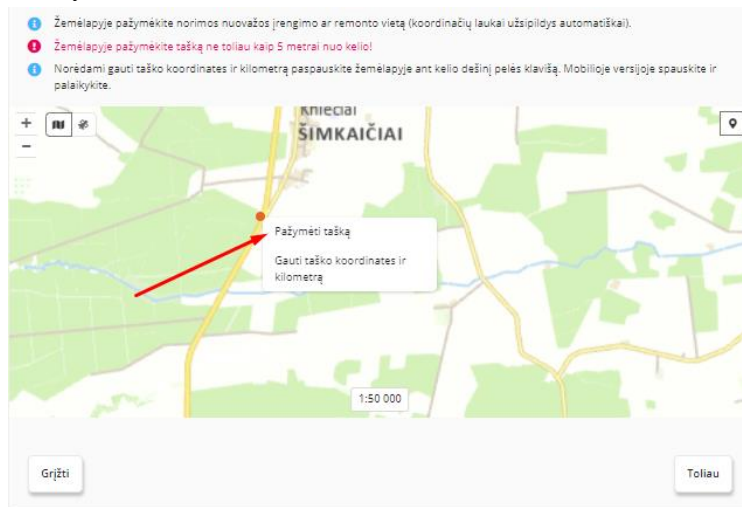 Žemėlapyje pažymėkite norimos nuovažos įrengimo ar remonto vietą (koordinačių laukai užsipildys automatiškai).
Žemėlapyje pažymėkite tašką ne toliau kaip 5 metrai nuo kelio!
Norėdami gauti taško koordinates ir kilometrą paspauskite žemėlapyje ant kelio dešinį pelės klavišą. Mobilioje versijoje spauskite ir
palaikykite.
Kniečiai
ŠIMKAIČIAI
+
−
Pažymėti tašką
Gauti taško koordinates ir
kilometrą
1:50 000
Grįžti
Toliau